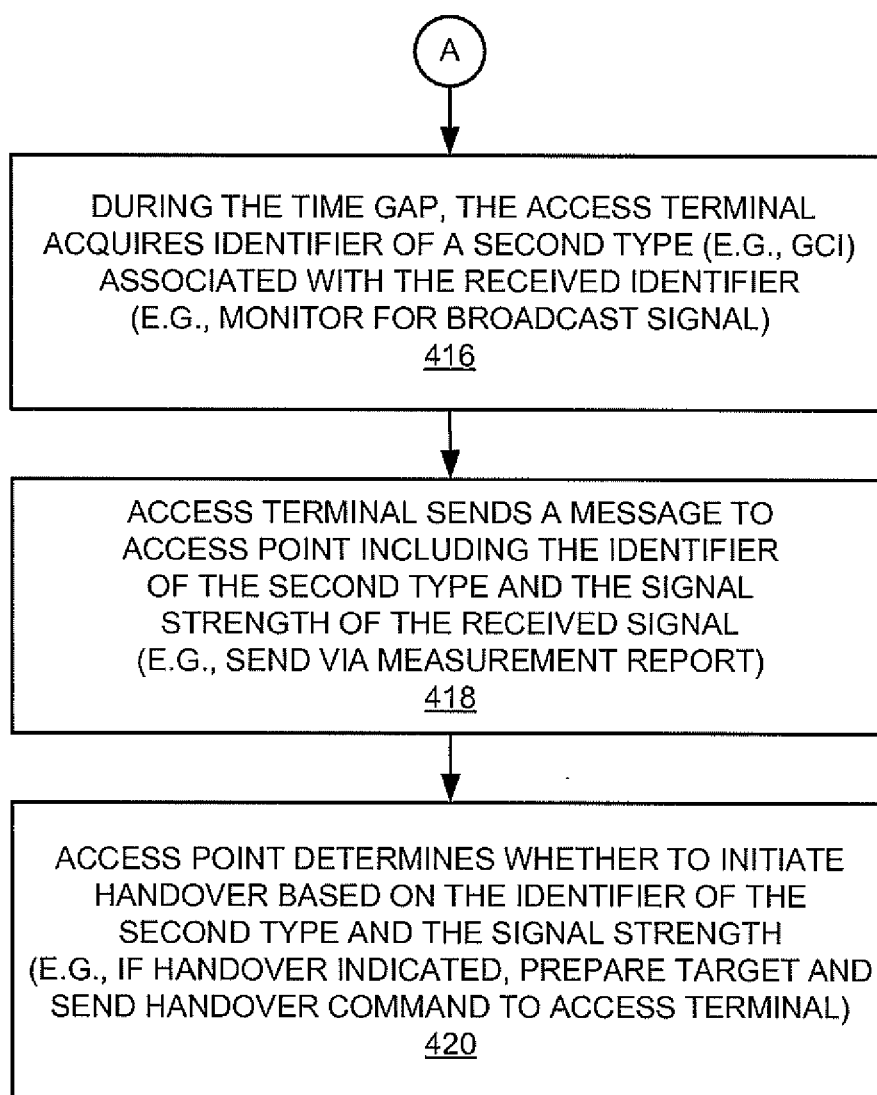 A
DURING THE TIME GAP, THE ACCESS TERMINAL
ACQUIRES IDENTIFIER OF A SECOND TYPE (E.G., GCI)
ASSOCIATED WITH THE RECEIVED IDENTIFIER
(E.G., MONITOR FOR BROADCAST SIGNAL)
416
ACCESS TERMINAL SENDS A MESSAGE TO
ACCESS POINT INCLUDING THE IDENTIFIER
OF THE SECOND TYPE AND THE SIGNAL
STRENGTH OF THE RECEIVED SIGNAL
(E.G., SEND VIA MEASUREMENT REPORT)
418
ACCESS POINT DETERMINES WHETHER TO INITIATE
HANDOVER BASED ON THE IDENTIFIER OF THE
SECOND TYPE AND THE SIGNAL STRENGTH
(E.G., IF HANDOVER INDICATED, PREPARE TARGET AND
SEND HANDOVER COMMAND TO ACCESS TERMINAL)
420